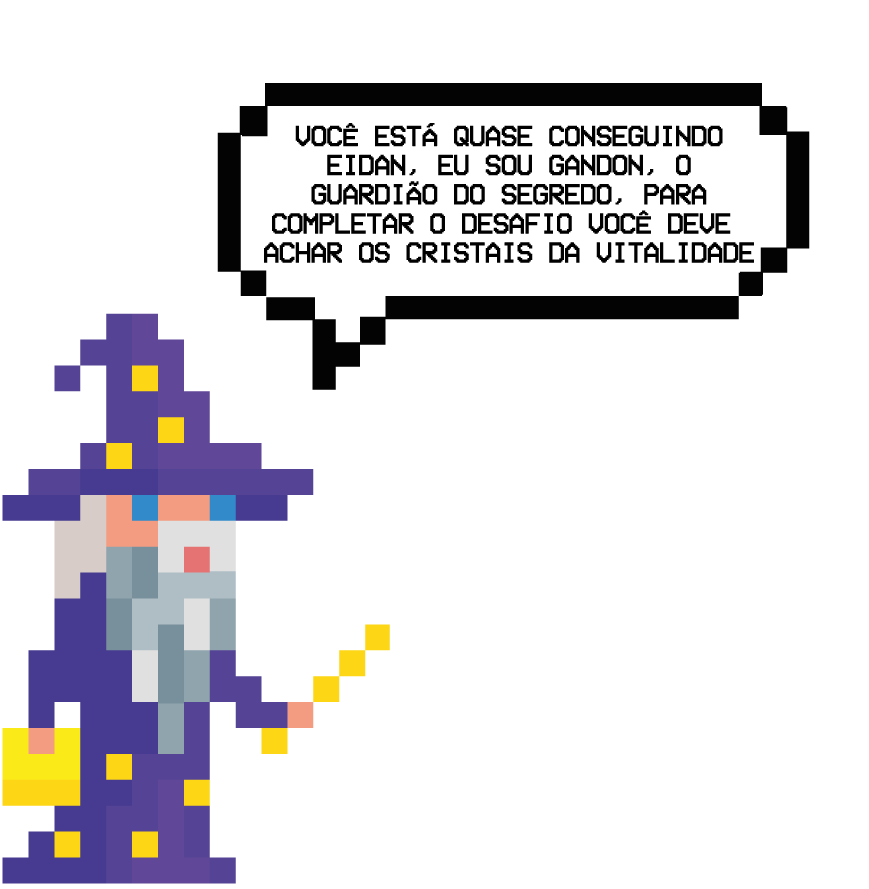 VOCÊ ESTÁ QUASE CONSEGUINDO
EIDAN, EU SOU GANDON, O
GUARDIÃO DO SEGREDO, PARA
COMPLETAR O DESAFIO VOCÊ DEVE
ACHAR OS CRISTAIS DA VITALIDADE